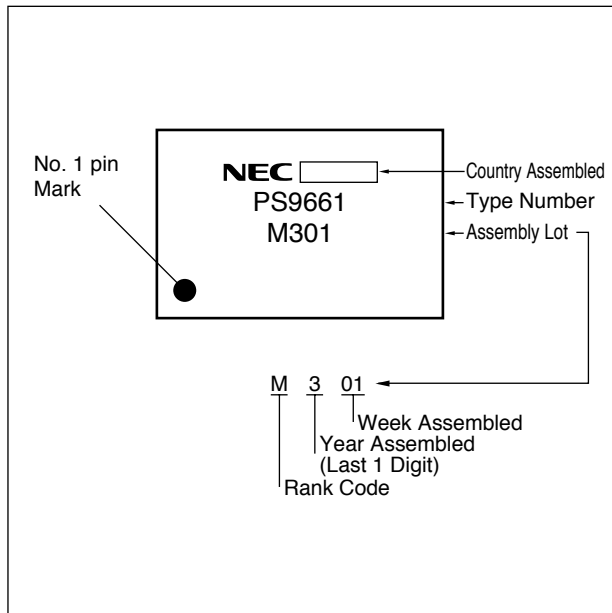 No. 1 pin
Mark
NEC
Country Assembled
PS9661
Type Number
M301
Assembly Lot
M 3 01
Week Assembled
Year Assembled
(Last 1 Digit)
Rank Code